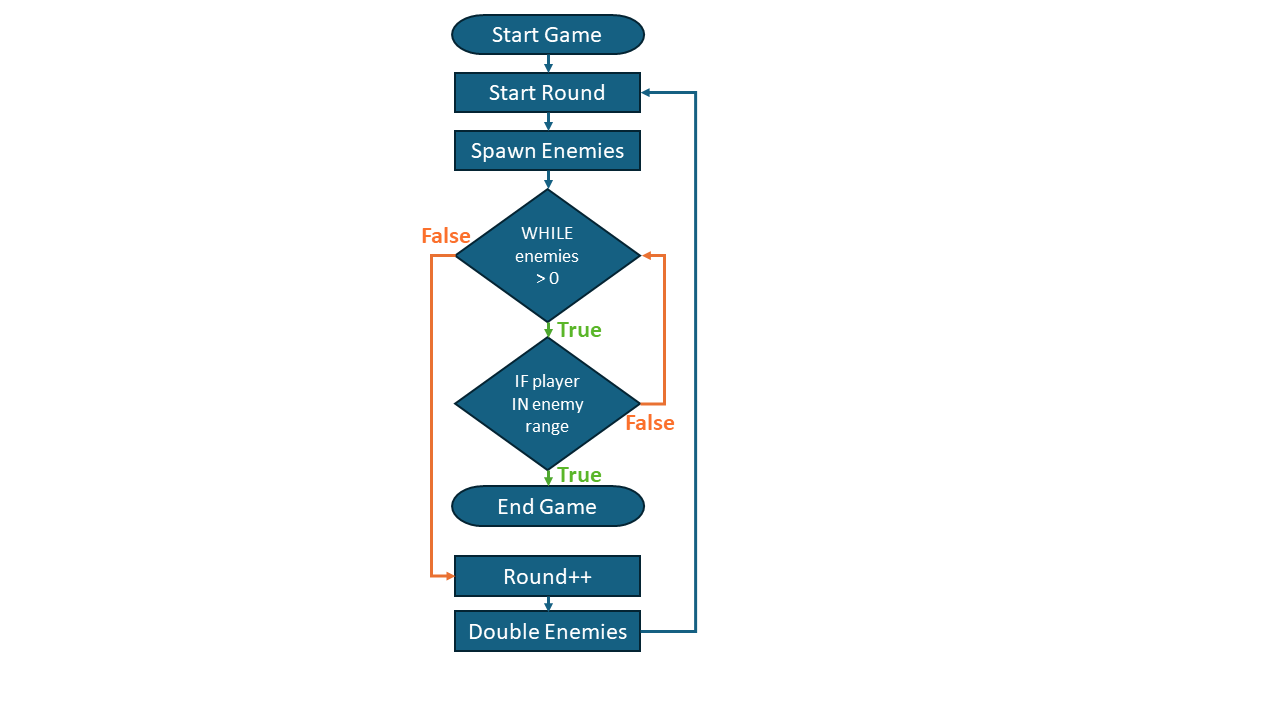 Start Game
Start Round
Spawn Enemies
False
WHILE
enemies
> 0
True
IF player
IN enemy
range
False
True
End Game
Round++
Double Enemies